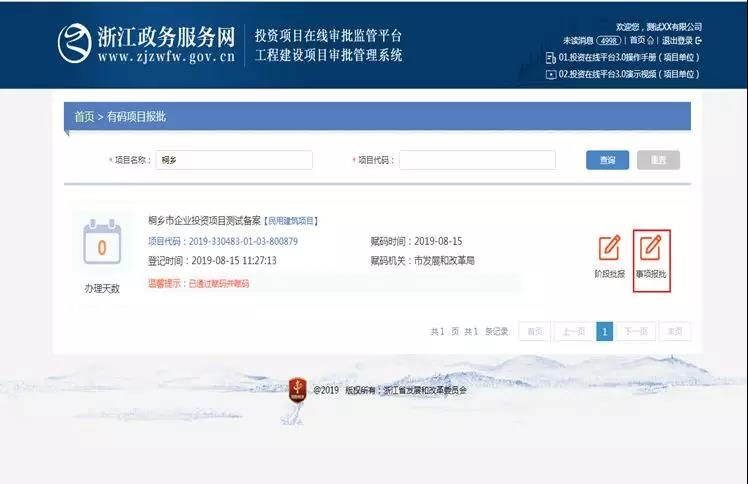 欢迎您，测试XX有限公司
未读消息 4998 | 首页 | 退出登录
浙江政务服务网
www.zjzwfw.gov.cn
投资项目在线审批监管平台
工程建设项目审批管理系统
01.投资在线平台3.0操作手册（项目单位）
02.投资在线平台3.0演示视频（项目单位）
首页 > 有码项目报批
* 项目名称： 桐乡
* 项目代码：
查询
重置
0
办理天数
桐乡市企业投资项目测试备案【民用建筑项目】
项目代码：2019-330483-01-03-800879
赋码时间：2019-08-15
登记时间：2019-08-15 11:27:13
赋码机关：市发展和改革局
温馨提示：已通过赋码并赋码
阶段批报
事项报批
共 1 页 共 1 条记录
首页
上一页
1
下一页
末页
@2019 版权所有：浙江省发展和改革委员会